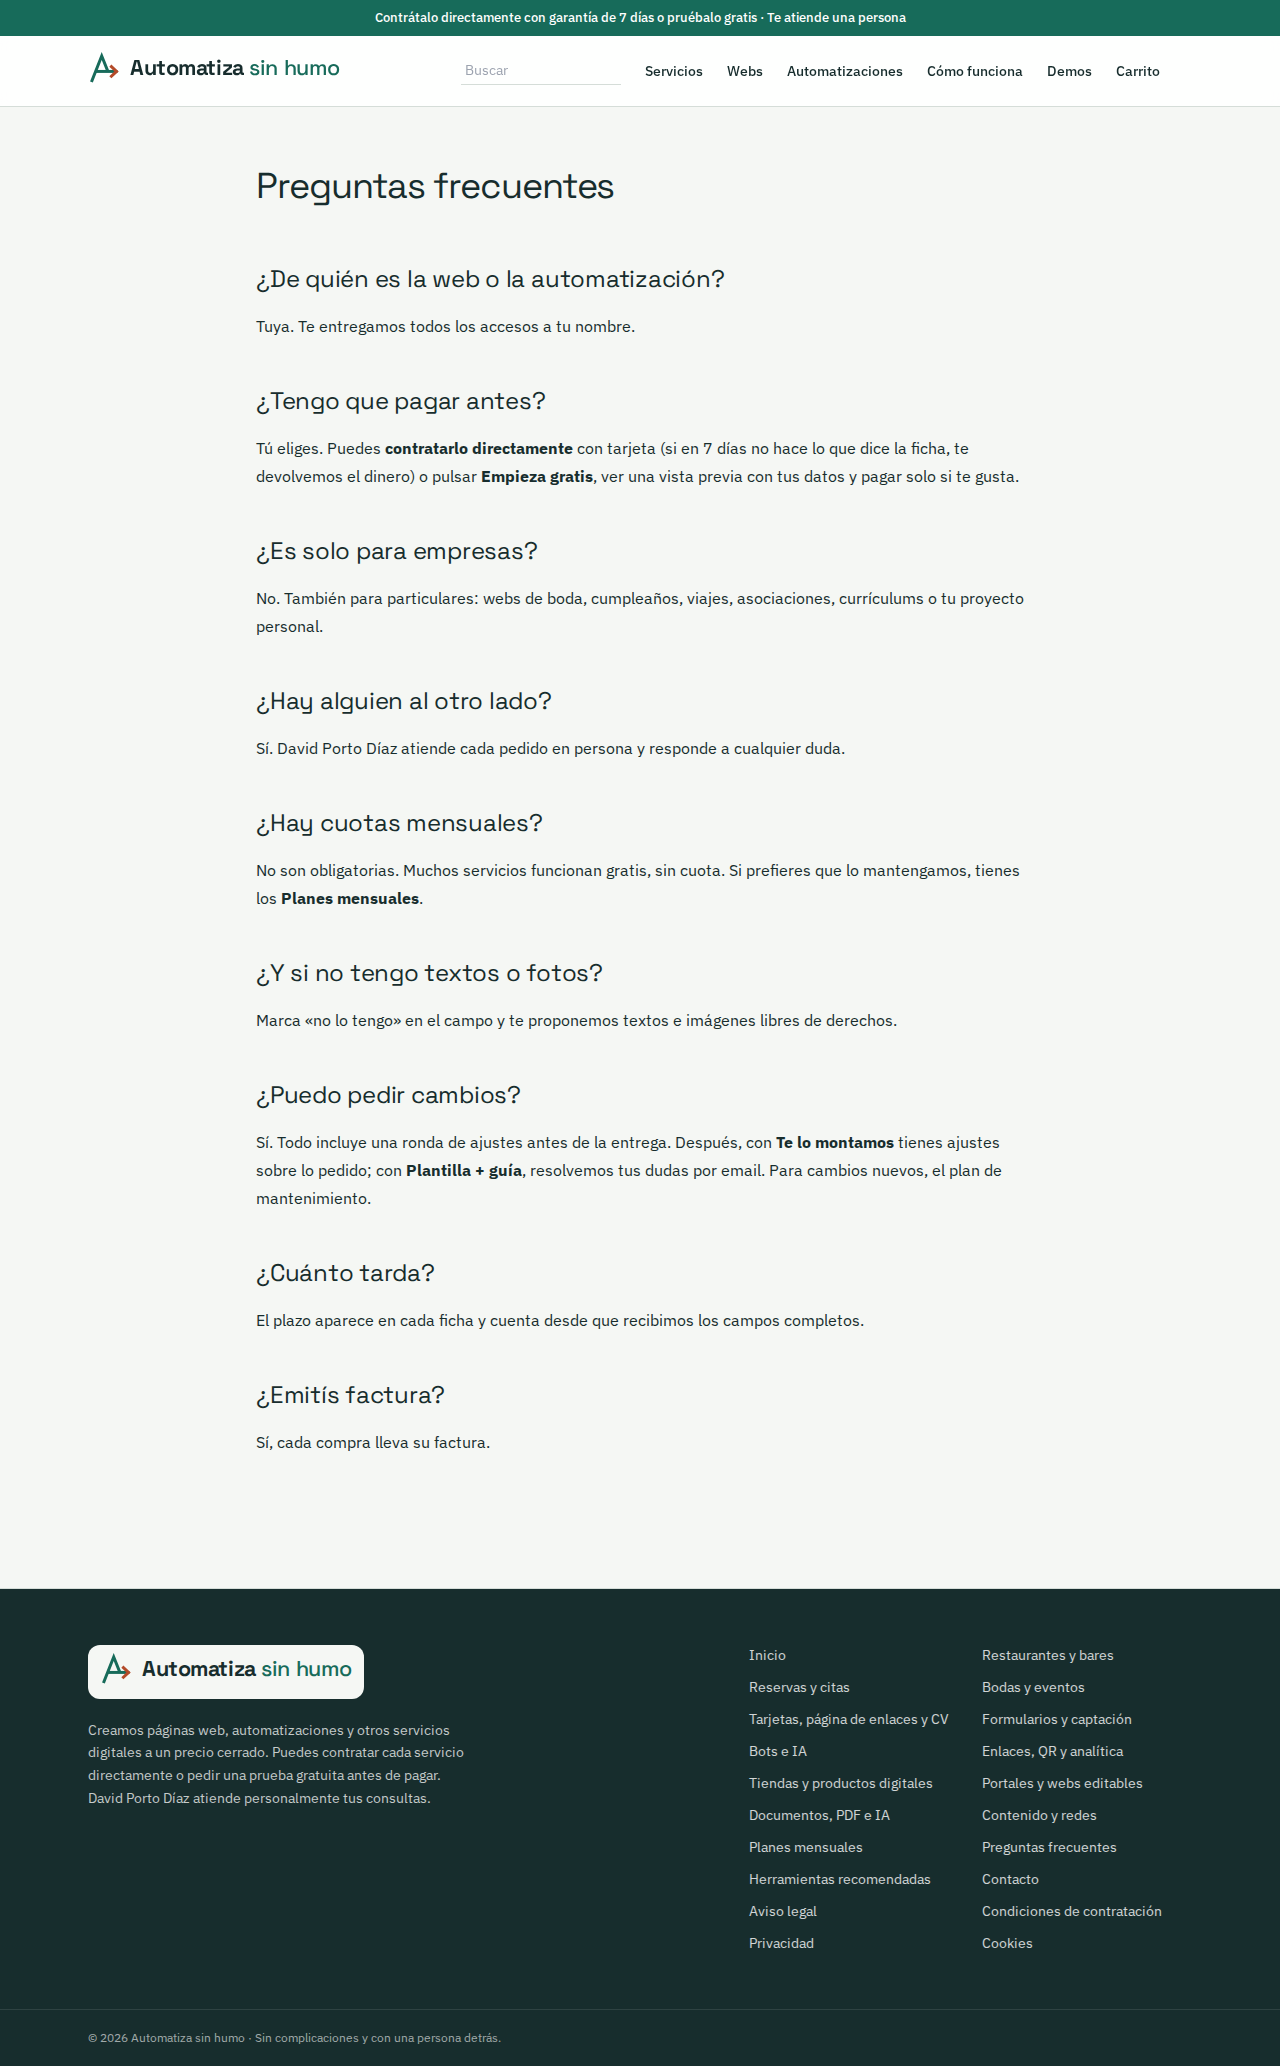 Contrátalo directamente con garantía de 7 días o pruébalo gratis · Te atiende una persona
Automatiza sin humo
Buscar
Servicios
Webs
Automatizaciones
Cómo funciona
Demos
Carrito
Preguntas frecuentes
¿De quién es la web o la automatización?
Tuya. Te entregamos todos los accesos a tu nombre.
¿Tengo que pagar antes?
Tú eliges. Puedes contratarlo directamente con tarjeta (si en 7 días no hace lo que dice la ficha, te
devolvemos el dinero) o pulsar Empieza gratis, ver una vista previa con tus datos y pagar solo si te gusta.
¿Es solo para empresas?
No. También para particulares: webs de boda, cumpleaños, viajes, asociaciones, currículums o tu proyecto
personal.
¿Hay alguien al otro lado?
Sí. David Porto Díaz atiende cada pedido en persona y responde a cualquier duda.
¿Hay cuotas mensuales?
No son obligatorias. Muchos servicios funcionan gratis, sin cuota. Si prefieres que lo mantengamos, tienes
los Planes mensuales.
¿Y si no tengo textos o fotos?
Marca «no lo tengo» en el campo y te proponemos textos e imágenes libres de derechos.
¿Puedo pedir cambios?
Sí. Todo incluye una ronda de ajustes antes de la entrega. Después, con Te lo montamos tienes ajustes
sobre lo pedido; con Plantilla + guía, resolvemos tus dudas por email. Para cambios nuevos, el plan de
mantenimiento.
¿Cuánto tarda?
El plazo aparece en cada ficha y cuenta desde que recibimos los campos completos.
¿Emitís factura?
Sí, cada compra lleva su factura.
Automatiza sin humo
Creamos páginas web, automatizaciones y otros servicios
digitales a un precio cerrado. Puedes contratar cada servicio
directamente o pedir una prueba gratuita antes de pagar.
David Porto Díaz atiende personalmente tus consultas.
Inicio
Restaurantes y bares
Reservas y citas
Bodas y eventos
Tarjetas, página de enlaces y CV
Formularios y captación
Bots e IA
Enlaces, QR y analítica
Tiendas y productos digitales
Portales y webs editables
Documentos, PDF e IA
Contenido y redes
Planes mensuales
Preguntas frecuentes
Herramientas recomendadas
Contacto
Aviso legal
Condiciones de contratación
Privacidad
Cookies
© 2026 Automatiza sin humo · Sin complicaciones y con una persona detrás.